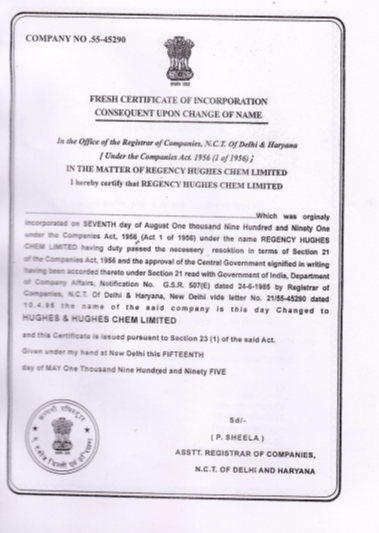 COMPANY NO .55-45290
FRESH CERTIFICATE OF INCORPORATION
CONSEQUENT UPON CHANGE OF NAME
In the Office of the Registrar of Companies, N.C.T. Of Delhi & Haryana
[ Under the Companies Act. 1956 (1 of 1956) ]
IN THE MATTER OF REGENCY HUGHES CHEM LIMITED
I hereby certify that REGENCY HUGHES CHEM LIMITED
Which was orginaly
incorporated on SEVENTH day of August One thousand Nine Hundred and Ninety One
under the Companies Act, 1956 (Act 1 of 1956) under the name REGENCY HUGHES
CHEM LIMITED having duty passed the necessery resoktion in terms of Section 21
of the Companies Act, 1956 and the approval of the Central Government signified in writing
having been accorded thereto under Section 21 read with Government of India, Department
of Company Affairs, Notification No. G.S.R. 507(E) dated 24-6-1985 by Registrar of
Companies, N.C.T. Of Delhi & Haryana, New Delhi vide letter No. 21/55-45290 dated
10.4.95 the name of the said company is this day Changed to
HUGHES & HUGHES CHEM LIMITED
and this Certificate is issued pursuant to Section 23 (1) of the said Act.
Given under my hand at New Delhi this FIFTEENTH
day of MAY One Thousand Nine Hundred and Ninety FIVE
Sd/-
( P. SHEELA )
ASSTT. REGISTRAR OF COMPANIES,
N.C.T. OF DELHI AND HARYANA